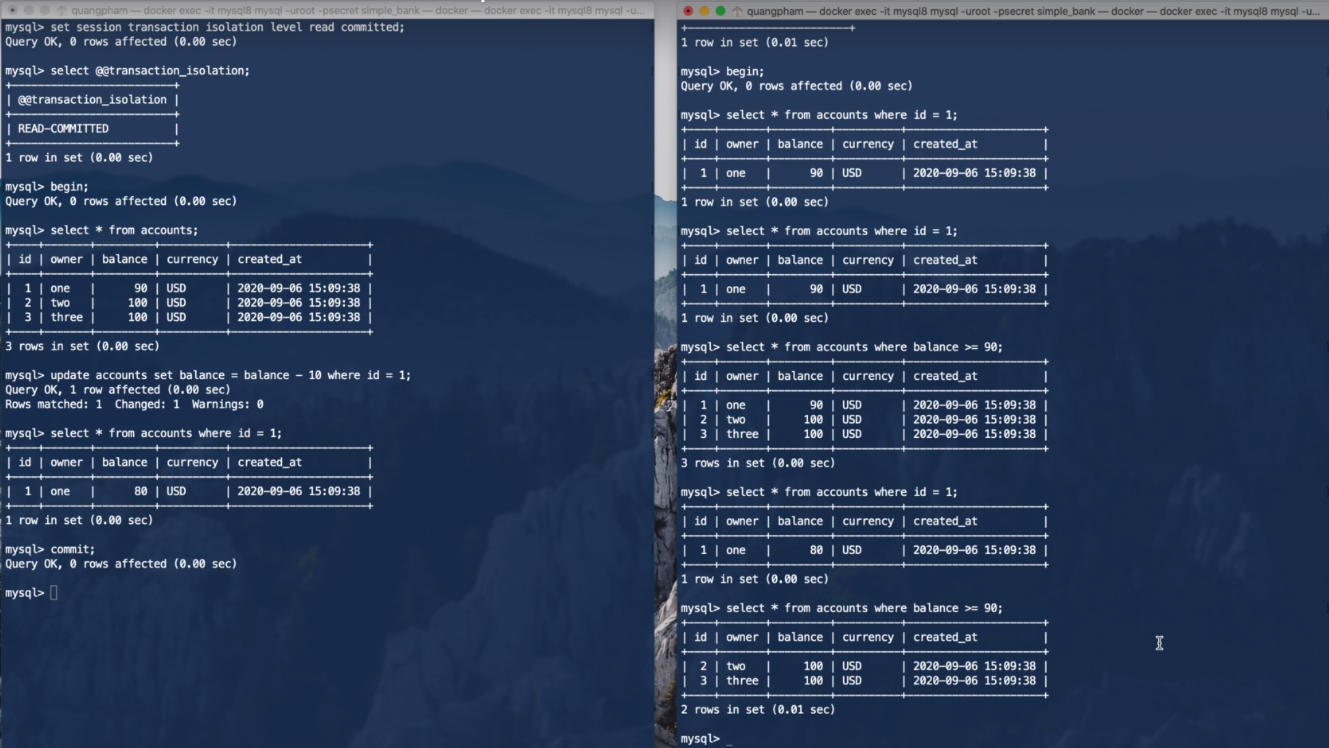 quangpham — docker exec -it mysql8 mysql -uroot -psecret simple_bank — docker — docker exec -it mysql8 mysql -u...
mysql> set session transaction isolation level read committed;
Query OK, 0 rows affected (0.00 sec)
mysql> select @@transaction_isolation;
| @@transaction_isolation |
| READ-COMMITTED |
1 row in set (0.00 sec)
mysql> begin;
Query OK, 0 rows affected (0.00 sec)
mysql> select * from accounts;
| id | owner | balance | currency | created_at |
| 1 | one | 90 | USD | 2020-09-06 15:09:38 |
| 2 | two | 100 | USD | 2020-09-06 15:09:38 |
| 3 | three | 100 | USD | 2020-09-06 15:09:38 |
3 rows in set (0.00 sec)
mysql> update accounts set balance = balance - 10 where id = 1;
Query OK, 1 row affected (0.00 sec)
Rows matched: 1 Changed: 1 Warnings: 0
mysql> select * from accounts where id = 1;
| id | owner | balance | currency | created_at |
| 1 | one | 80 | USD | 2020-09-06 15:09:38 |
1 row in set (0.00 sec)
mysql> commit;
Query OK, 0 rows affected (0.00 sec)
mysql>
quangpham — docker exec -it mysql8 mysql -uroot -psecret simple_bank — docker — docker exec -it mysql8 mysql -u...
1 row in set (0.01 sec)
mysql> begin;
Query OK, 0 rows affected (0.00 sec)
mysql> select * from accounts where id = 1;
| id | owner | balance | currency | created_at |
| 1 | one | 90 | USD | 2020-09-06 15:09:38 |
1 row in set (0.00 sec)
mysql> select * from accounts where id = 1;
| id | owner | balance | currency | created_at |
| 1 | one | 90 | USD | 2020-09-06 15:09:38 |
1 row in set (0.00 sec)
mysql> select * from accounts where balance >= 90;
| id | owner | balance | currency | created_at |
| 1 | one | 90 | USD | 2020-09-06 15:09:38 |
| 2 | two | 100 | USD | 2020-09-06 15:09:38 |
| 3 | three | 100 | USD | 2020-09-06 15:09:38 |
3 rows in set (0.00 sec)
mysql> select * from accounts where id = 1;
| id | owner | balance | currency | created_at |
| 1 | one | 80 | USD | 2020-09-06 15:09:38 |
1 row in set (0.00 sec)
mysql> select * from accounts where balance >= 90;
| id | owner | balance | currency | created_at |
| 2 | two | 100 | USD | 2020-09-06 15:09:38 |
| 3 | three | 100 | USD | 2020-09-06 15:09:38 |
2 rows in set (0.01 sec)
mysql> _